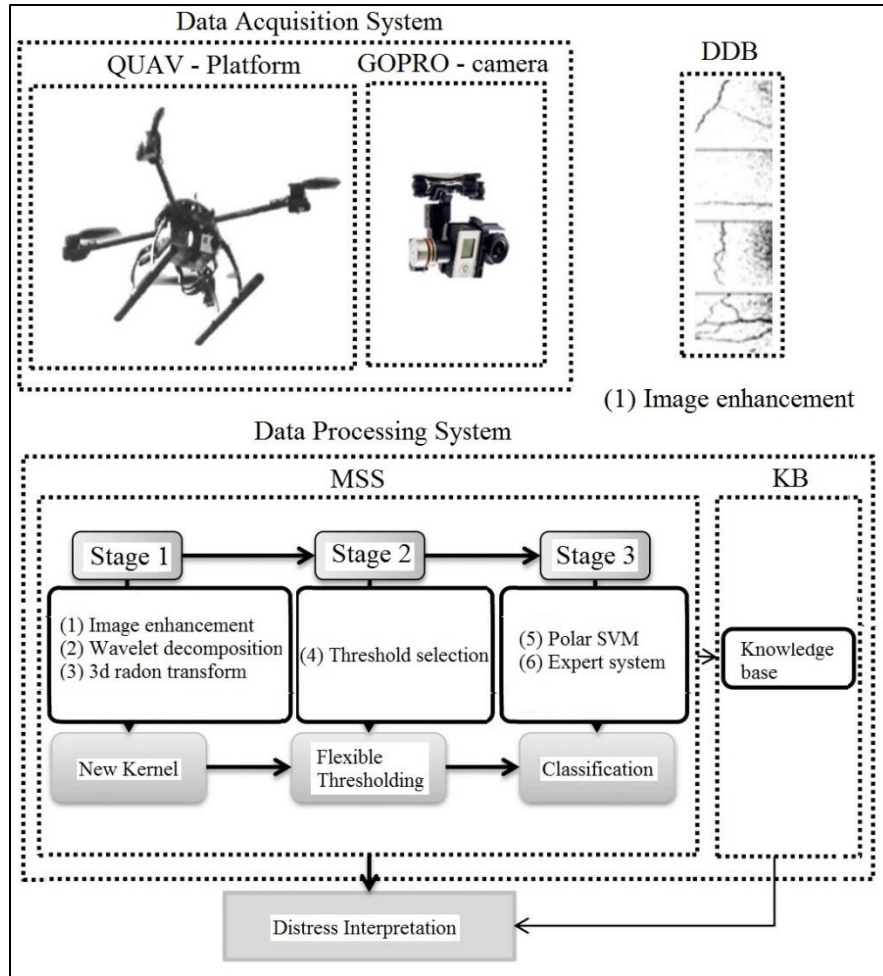 Data Acquisition System
QUAV - Platform
GOPRO - camera
DDB
(1) Image enhancement
Data Processing System
MSS
KB
Stage 1
Stage 2
Stage 3
(1) Image enhancement
(2) Wavelet decomposition
(3) 3d radon transform
(4) Threshold selection
(5) Polar SVM
(6) Expert system
Knowledge
base
New Kernel
Flexible
Thresholding
Classification
Distress Interpretation